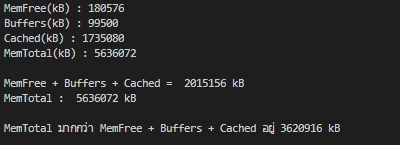 MemFree(kB) : 180576
Buffers(kB) : 99500
Cached(kB) : 1735080
MemTotal(kB) : 5636072
MemFree + Buffers + Cached =  2015156 kB
MemTotal :  5636072 kB
MemTotal มากกว่า MemFree + Buffers + Cached อยู่ 3620916 kB